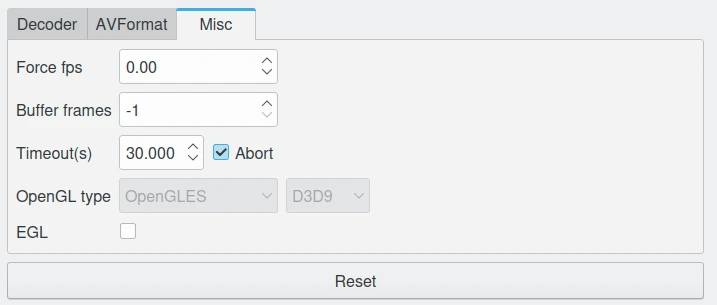 Decoder AVFormat Misc
Force fps 0.00
Buffer frames -1
Timeout(s) 30.000 Abort
OpenGL type OpenGLES D3D9
EGL
Reset